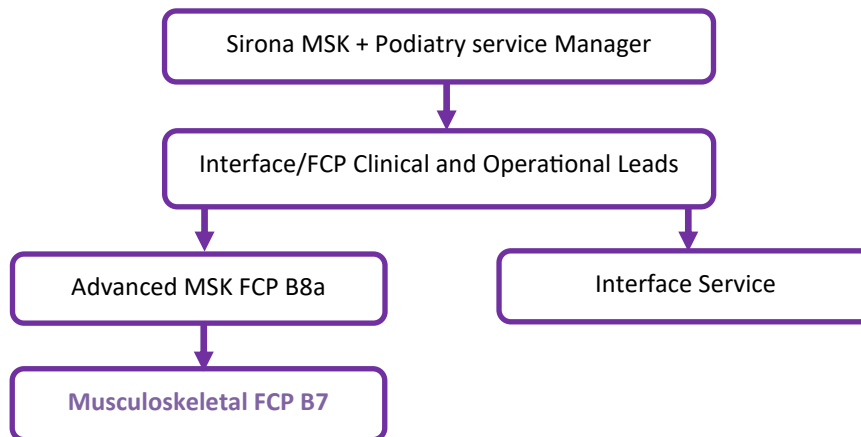 Sirona MSK + Podiatry service Manager
Interface/FCP Clinical and Operational Leads
Advanced MSK FCP B8a
Interface Service
Musculoskeletal FCP B7